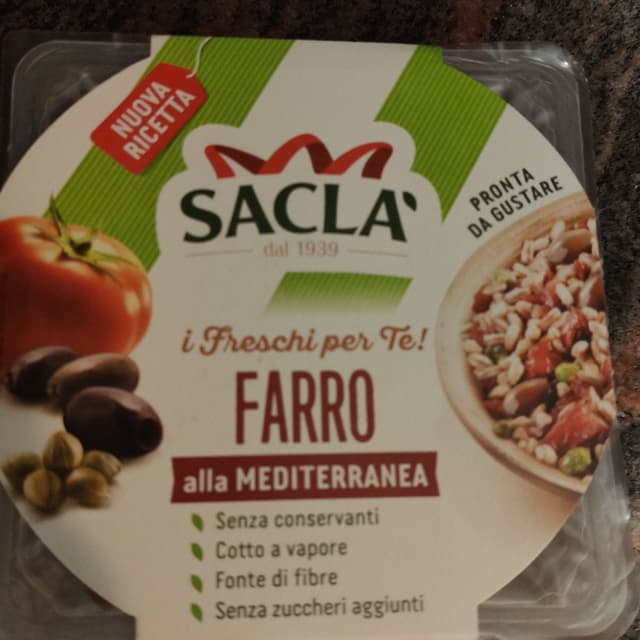 NUOVA
RICETTA
SACLA'
dal 1939
PRONTA
DA GUSTARE
i Freschi per Te!
FARRO
alla MEDITERRANEA
Senza conservanti
Cotto a vapore
Fonte di fibre
Senza zuccheri aggiunti